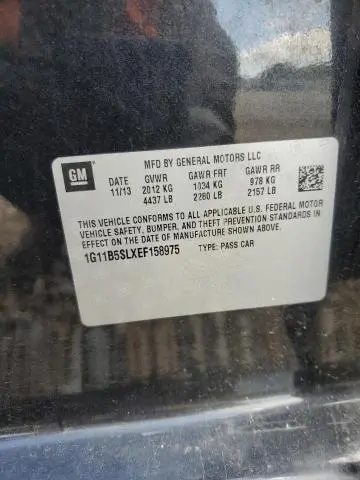 MFD BY GENERAL MOTORS LLC
GM
DATE GVWR GAWR FRT GAWR RR
11/13 2012 KG 1034 KG 978 KG
4437 LB 2280 LB 2157 LB
THIS VEHICLE CONFORMS TO ALL APPLICABLE U.S. FEDERAL MOTOR
VEHICLE SAFETY, BUMPER, AND THEFT PREVENTION STANDARDS IN
EFFECT ON THE DATE OF MANUFACTURE SHOWN ABOVE.
1G11B5SLXEF158975 TYPE: PASS CAR